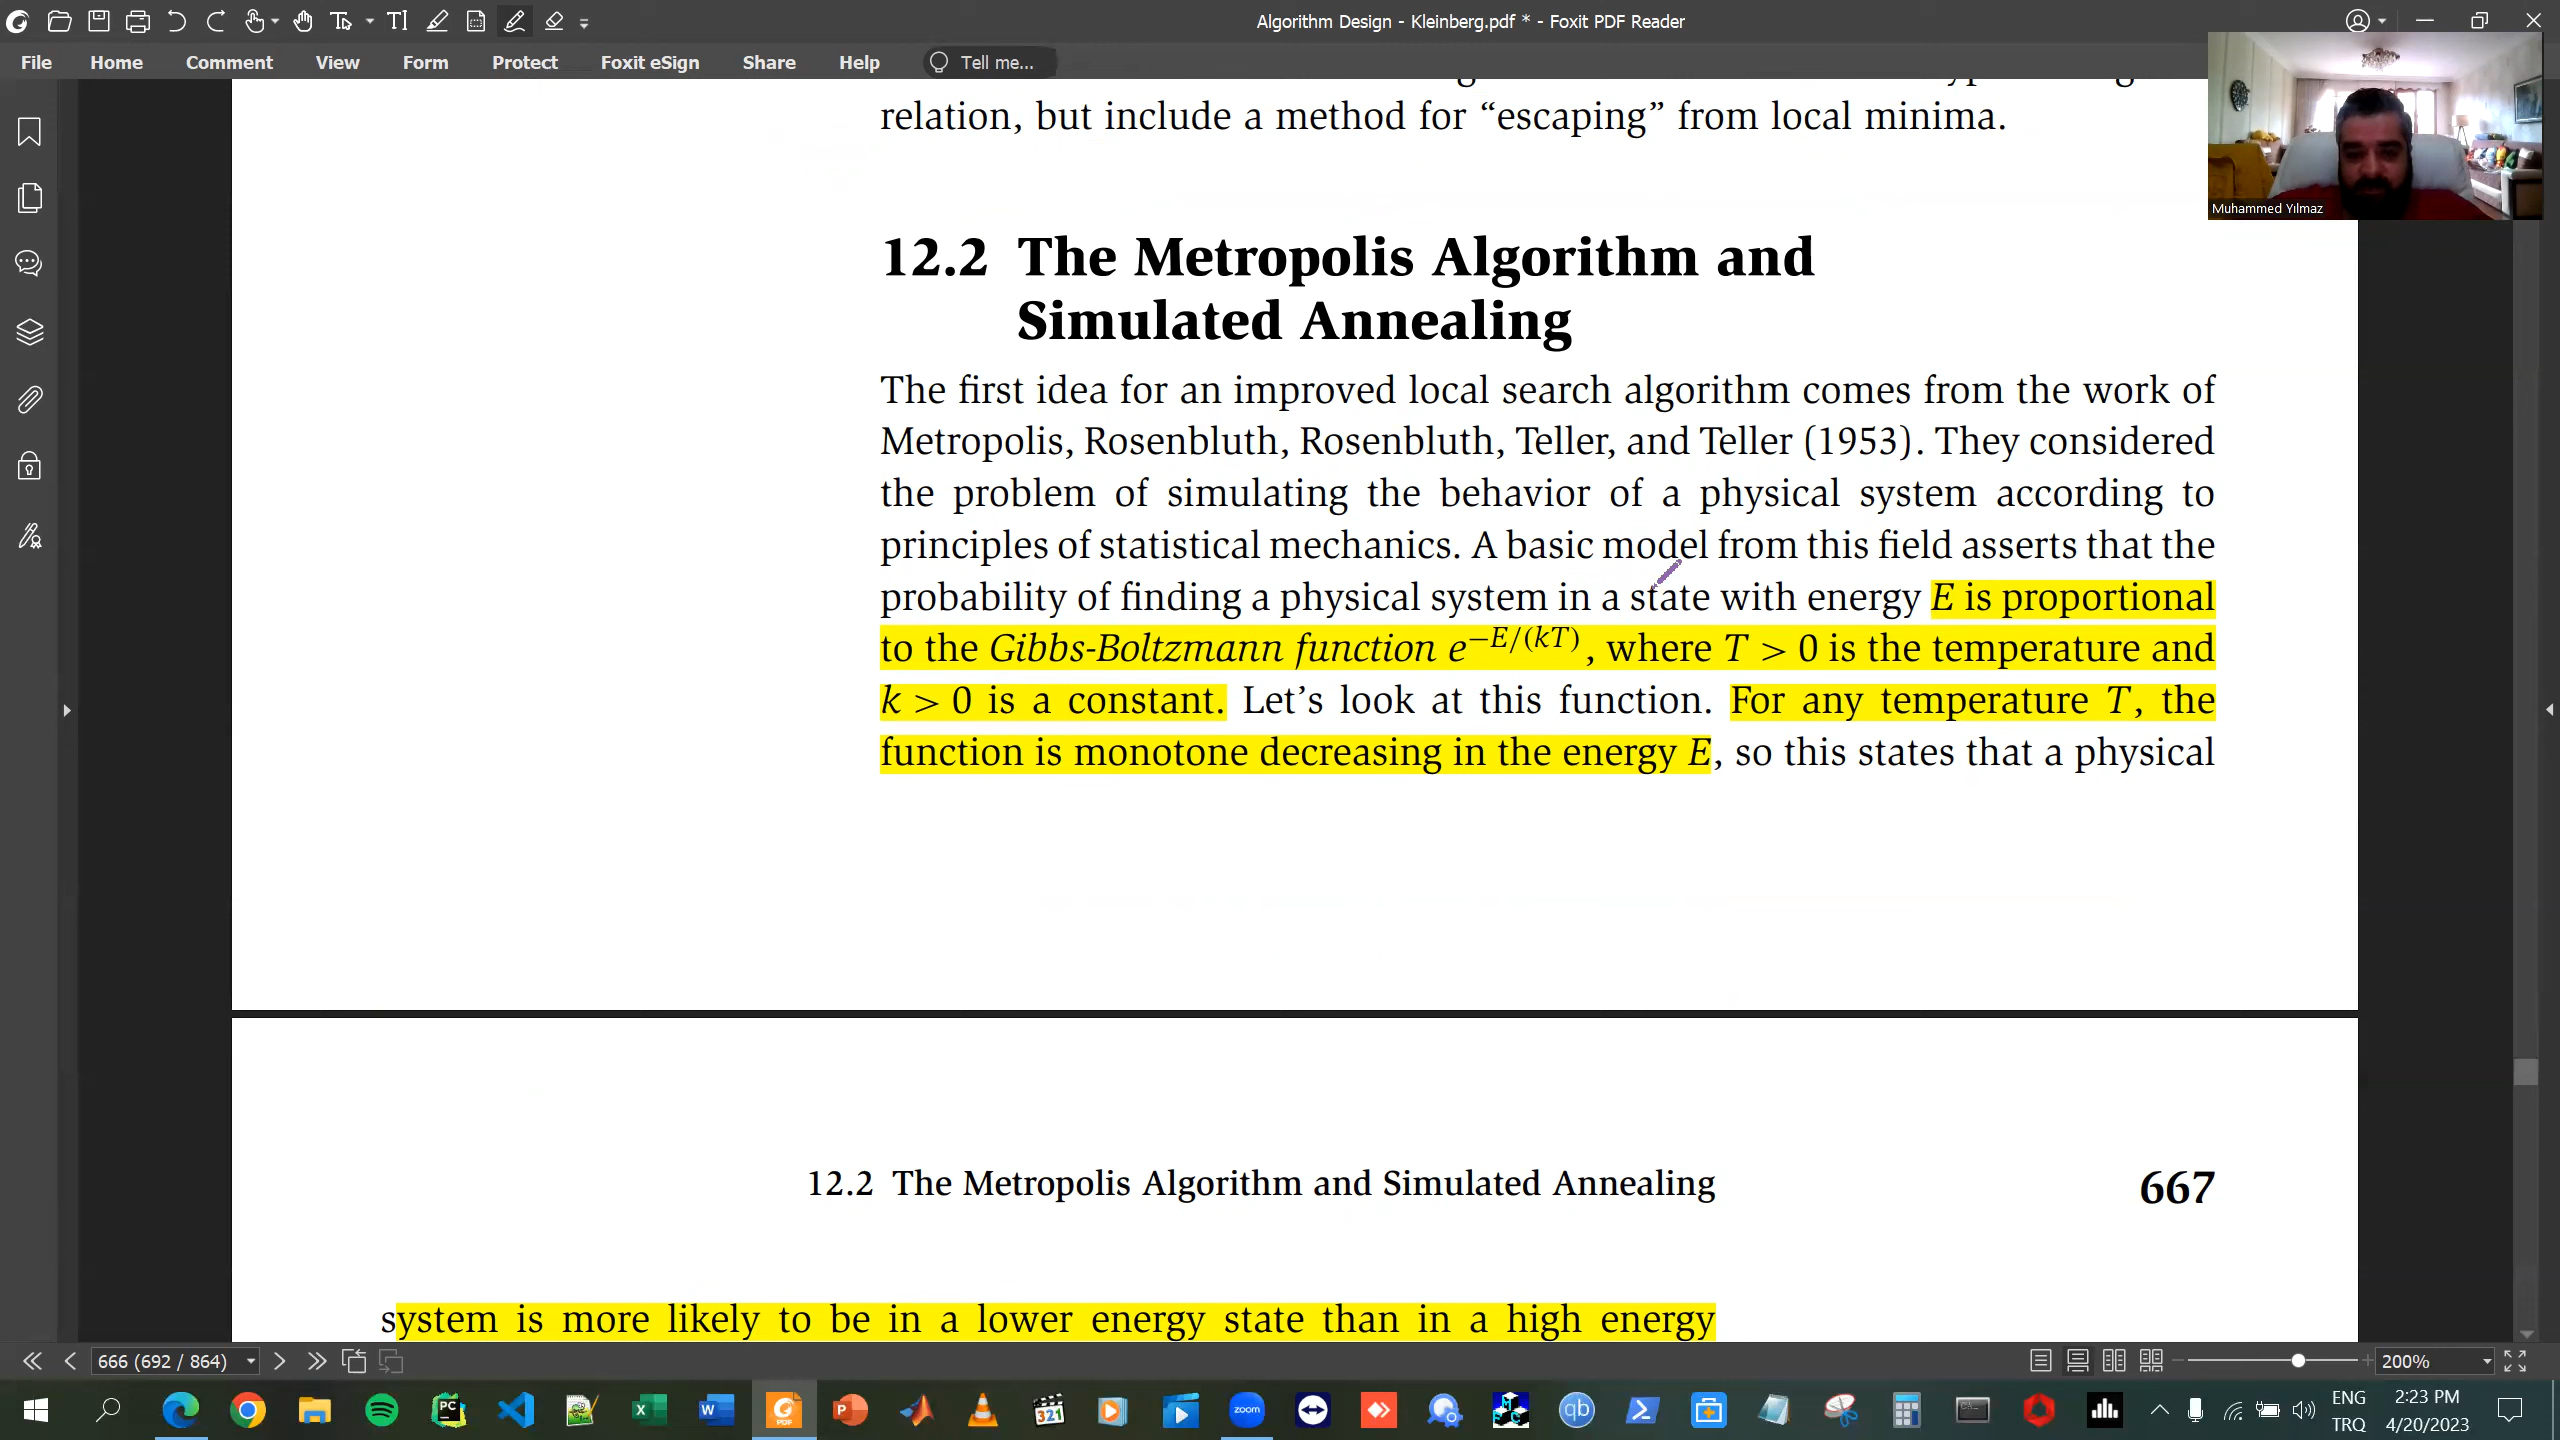 Algorithm Design - Kleinberg.pdf * - Foxit PDF Reader
File Home Comment View Form Protect Foxit eSign Share Help Tell me...
relation, but include a method for “escaping” from local minima.
Muhammed Yılmaz
12.2 The Metropolis Algorithm and
Simulated Annealing
The first idea for an improved local search algorithm comes from the work of
Metropolis, Rosenbluth, Rosenbluth, Teller, and Teller (1953). They considered
the problem of simulating the behavior of a physical system according to
principles of statistical mechanics. A basic model from this field asserts that the
probability of finding a physical system in a state with energy E is proportional
to the Gibbs-Boltzmann function e^−E/(kT), where T > 0 is the temperature and
k > 0 is a constant. Let’s look at this function. For any temperature T, the
function is monotone decreasing in the energy E, so this states that a physical
12.2 The Metropolis Algorithm and Simulated Annealing 667
system is more likely to be in a lower energy state than in a high energy
666 (692 / 864) 200%
PC 321 zoom qb
ENG 2:23 PM
TRQ 4/20/2023